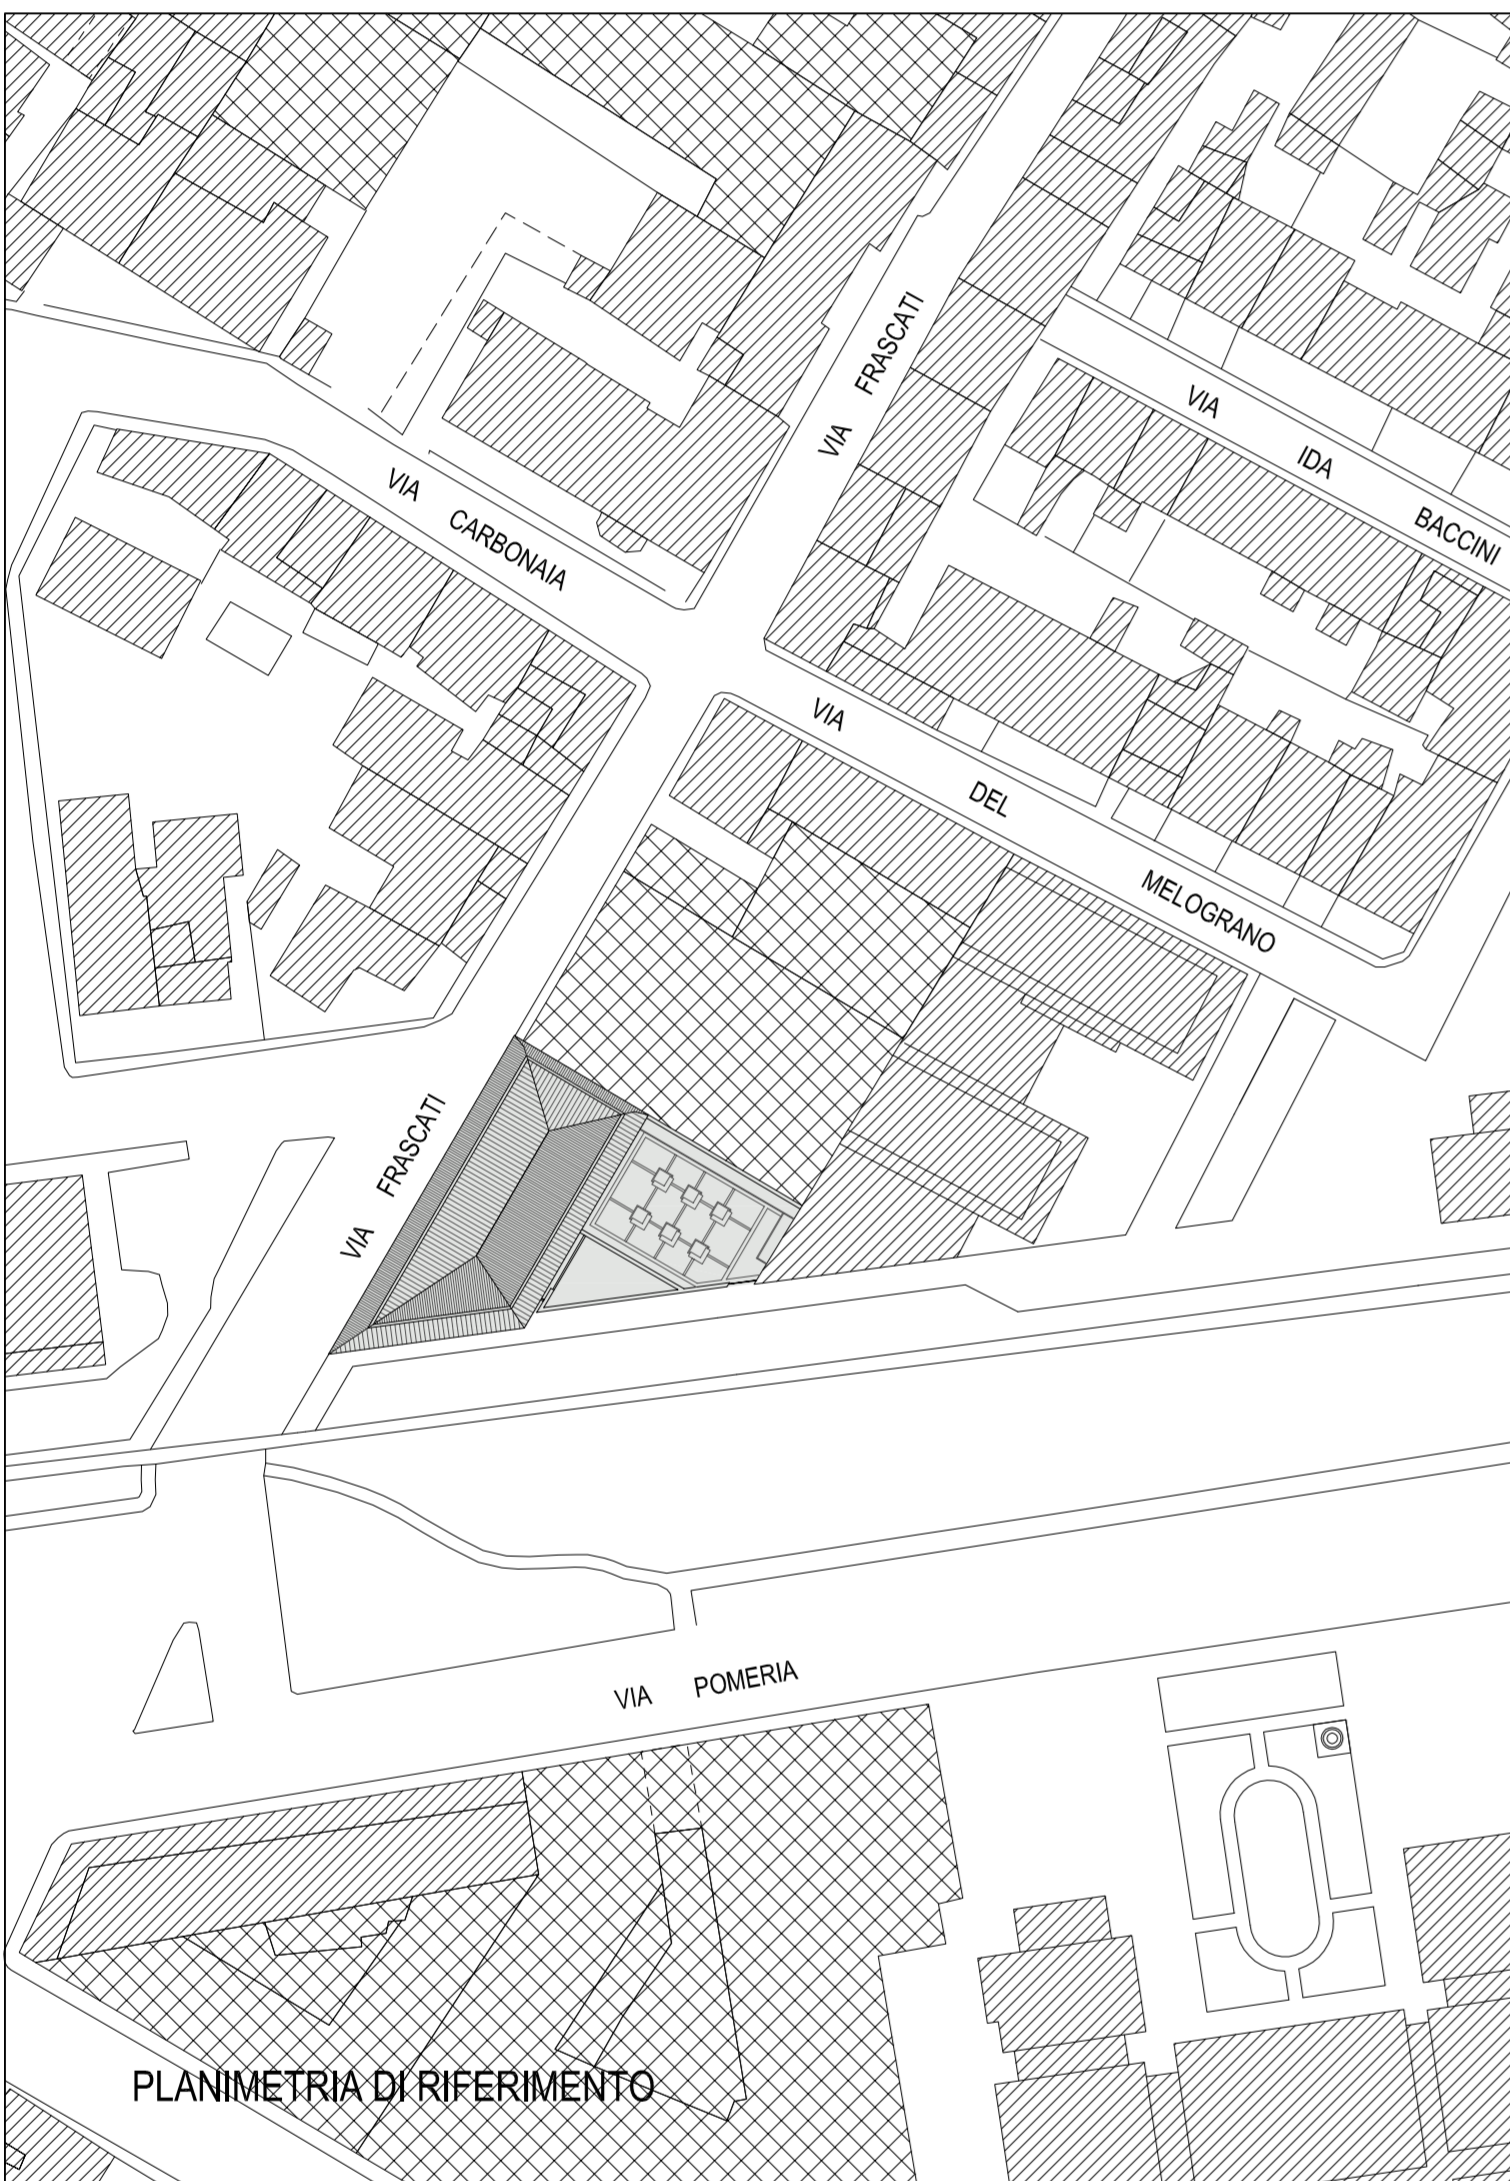 VIA FRASCATI
VIA IDA BACCINI
VIA CARBONAIA
VIA DEL MELOGRANO
VIA FRASCATI
VIA POMERIA
PLANIMETRIA DI RIFERIMENTO